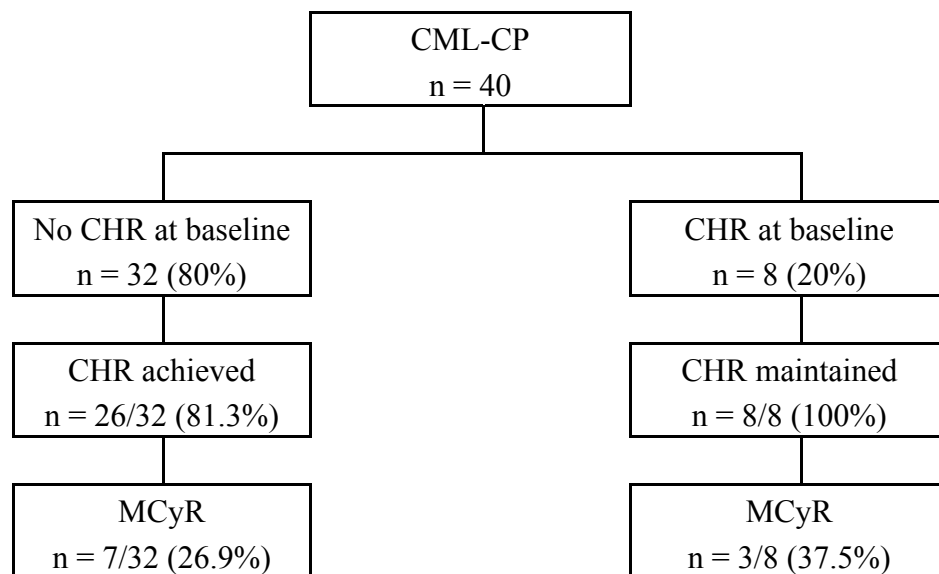 CML-CP
n = 40
No CHR at baseline
n = 32 (80%)
CHR at baseline
n = 8 (20%)
CHR achieved
n = 26/32 (81.3%)
CHR maintained
n = 8/8 (100%)
MCyR
n = 7/32 (26.9%)
MCyR
n = 3/8 (37.5%)